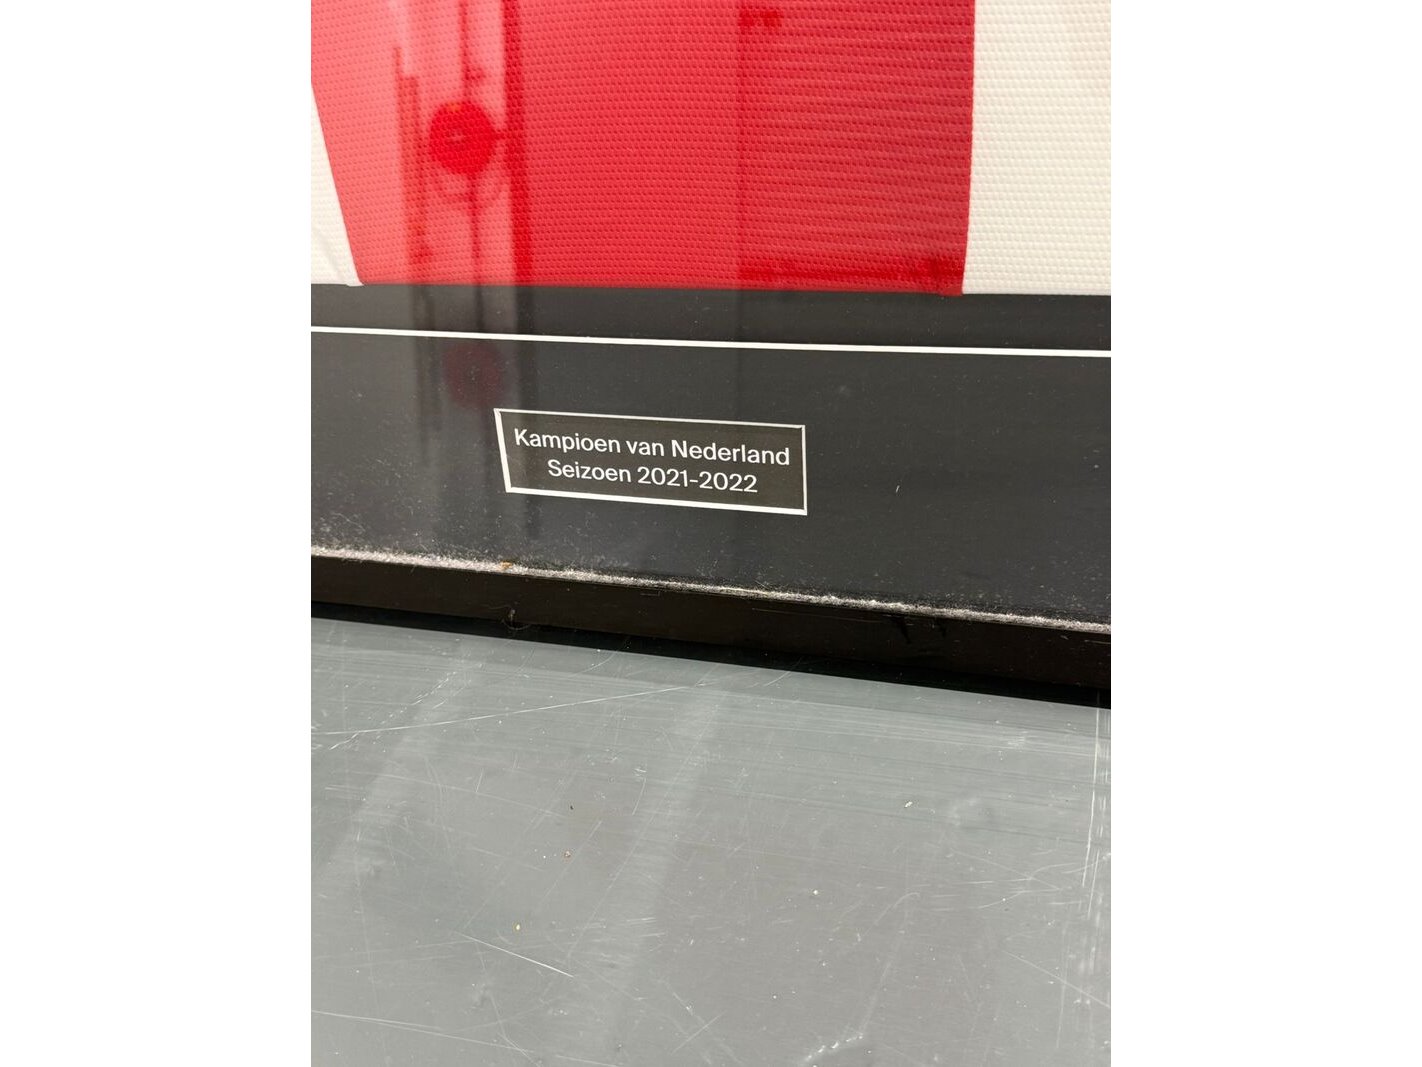 Kampioen van Nederland
Seizoen 2021-2022